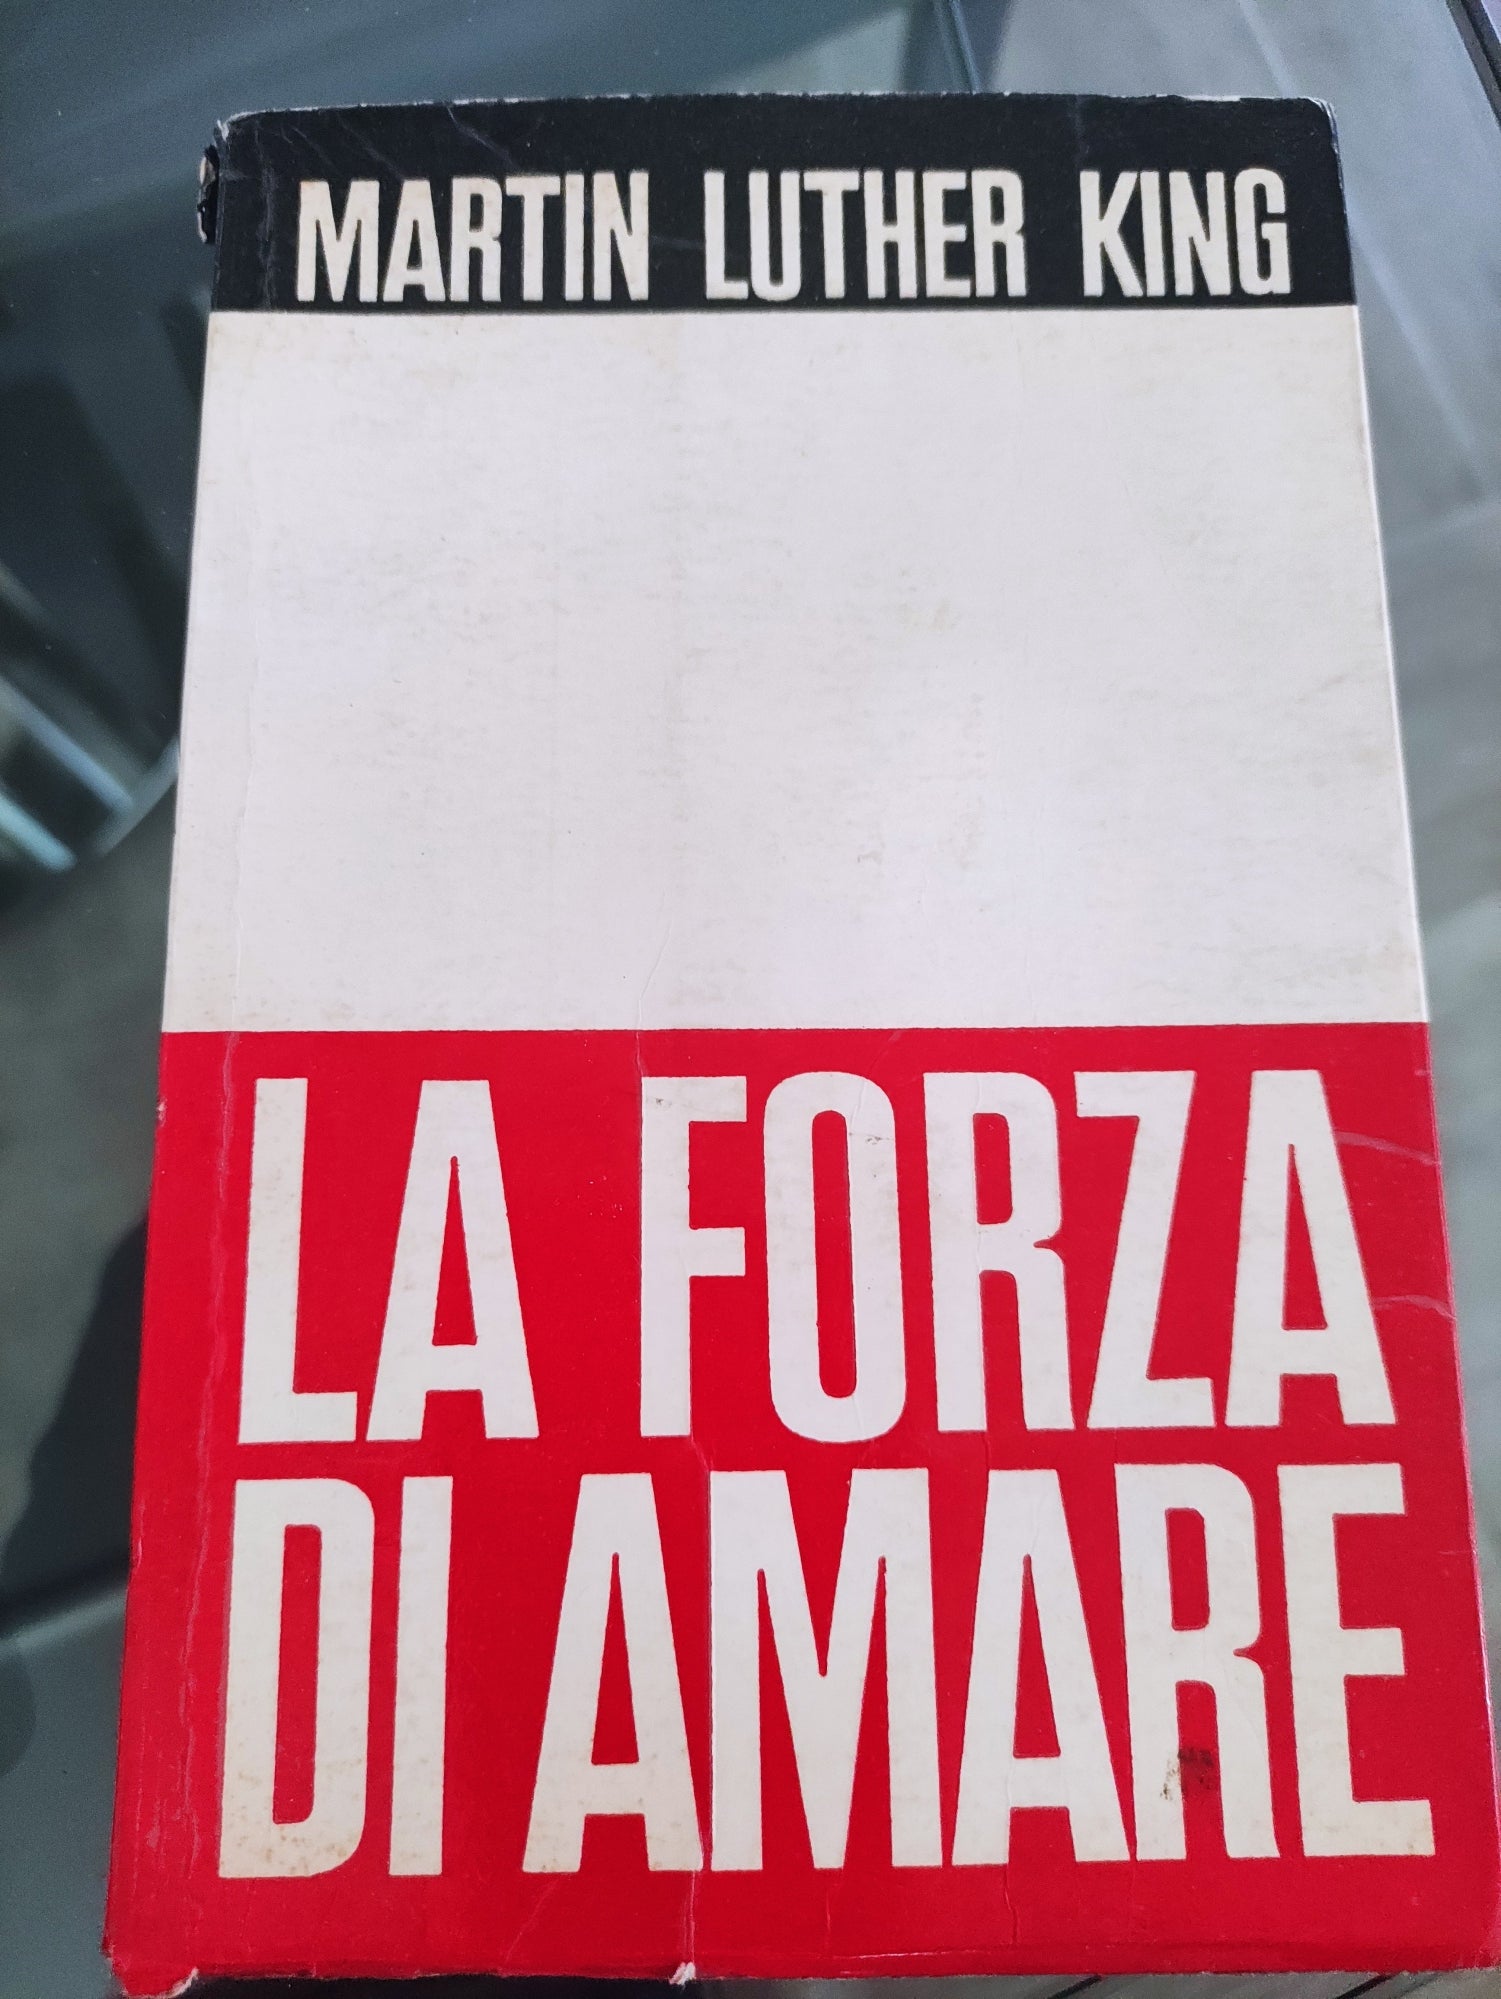 MARTIN LUTHER KING
LA FORZA
DI AMARE